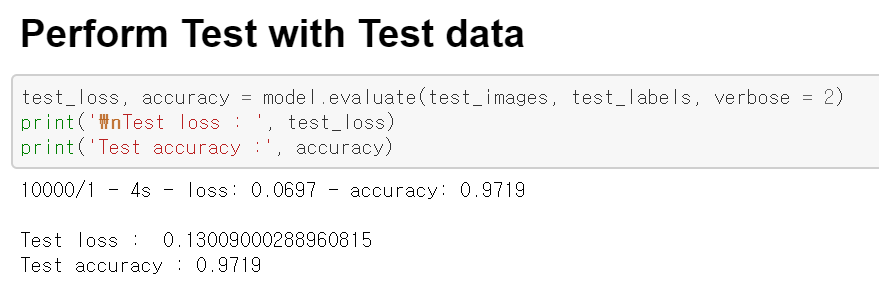 Perform Test with Test data
test_loss, accuracy = model.evaluate(test_images, test_labels, verbose = 2)
print('₩nTest loss : ', test_loss)
print('Test accuracy :', accuracy)
10000/1 - 4s - loss: 0.0697 - accuracy: 0.9719
Test loss :  0.13009000288960815
Test accuracy : 0.9719